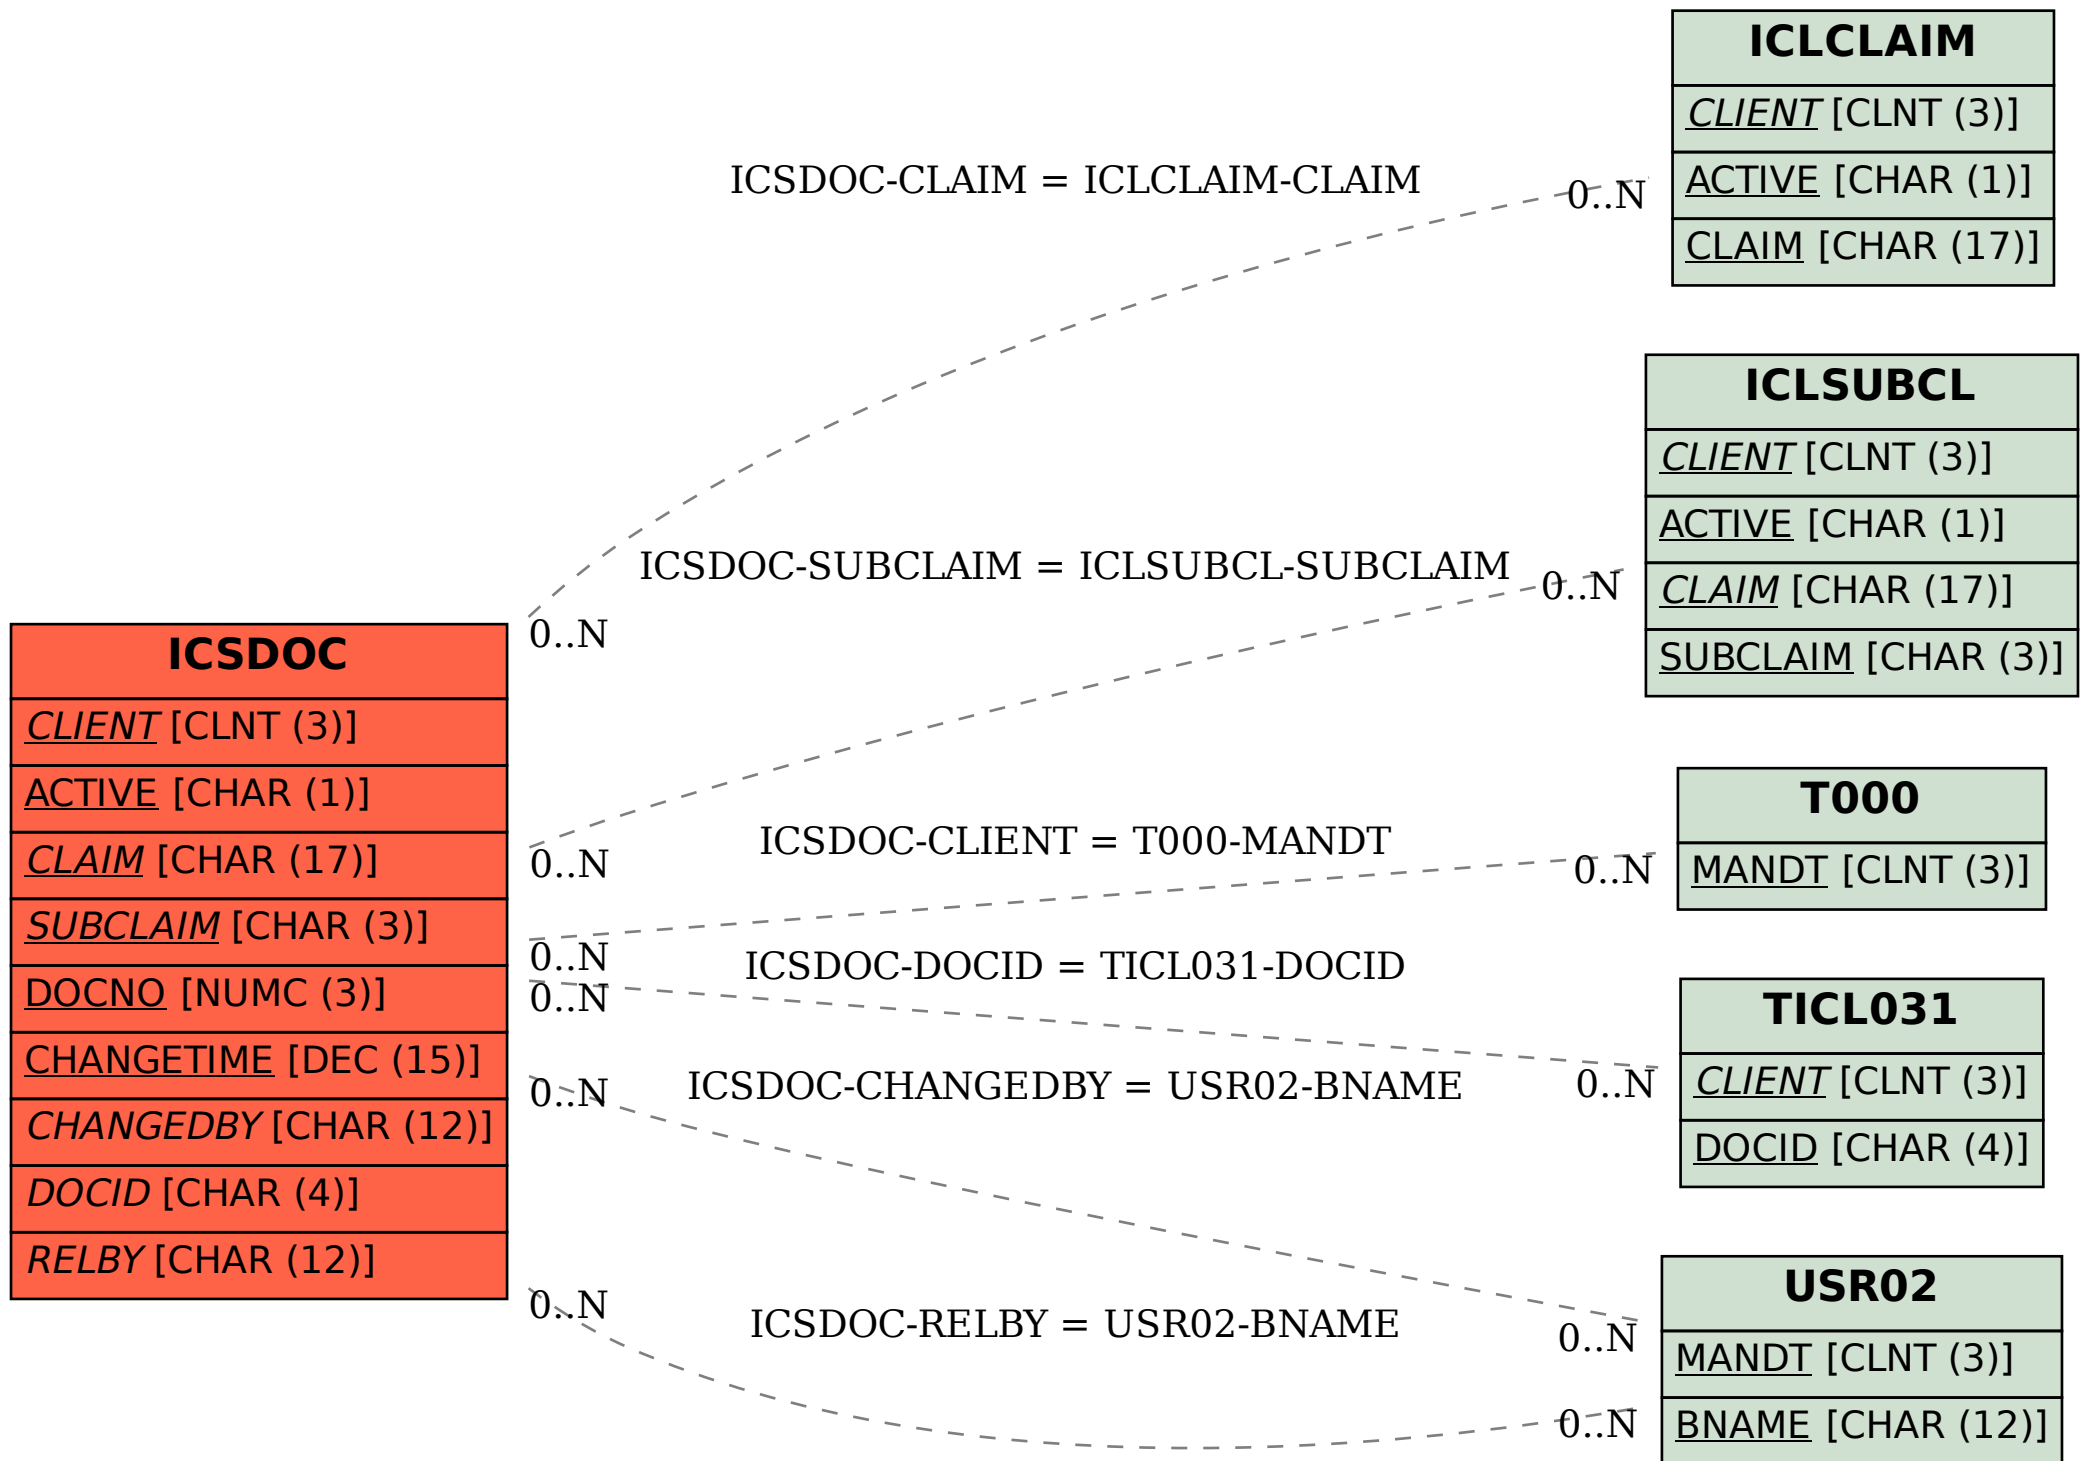 ICLCLAIM
CLIENT [CLNT (3)]
ACTIVE [CHAR (1)]
CLAIM [CHAR (17)]
ICSDOC-CLAIM = ICLCLAIM-CLAIM
0..N
0..N
ICLSUBCL
CLIENT [CLNT (3)]
ACTIVE [CHAR (1)]
CLAIM [CHAR (17)]
SUBCLAIM [CHAR (3)]
ICSDOC-SUBCLAIM = ICLSUBCL-SUBCLAIM
0..N
0..N
ICSDOC
CLIENT [CLNT (3)]
ACTIVE [CHAR (1)]
CLAIM [CHAR (17)]
SUBCLAIM [CHAR (3)]
DOCNO [NUMC (3)]
CHANGETIME [DEC (15)]
CHANGEDBY [CHAR (12)]
DOCID [CHAR (4)]
RELBY [CHAR (12)]
T000
MANDT [CLNT (3)]
ICSDOC-CLIENT = T000-MANDT
0..N
0..N
ICSDOC-DOCID = TICL031-DOCID
0..N
0..N
TICL031
CLIENT [CLNT (3)]
DOCID [CHAR (4)]
ICSDOC-CHANGEDBY = USR02-BNAME
0..N
0..N
ICSDOC-RELBY = USR02-BNAME
0..N
0..N
USR02
MANDT [CLNT (3)]
BNAME [CHAR (12)]